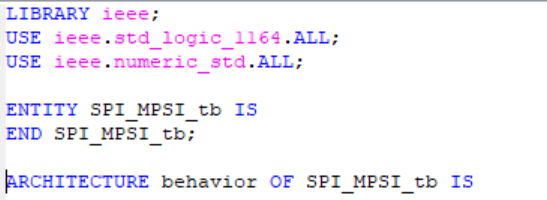 LIBRARY ieee;
USE ieee.std_logic_1164.ALL;
USE ieee.numeric_std.ALL;
ENTITY SPI_MPSI_tb IS
END SPI_MPSI_tb;
ARCHITECTURE behavior OF SPI_MPSI_tb IS